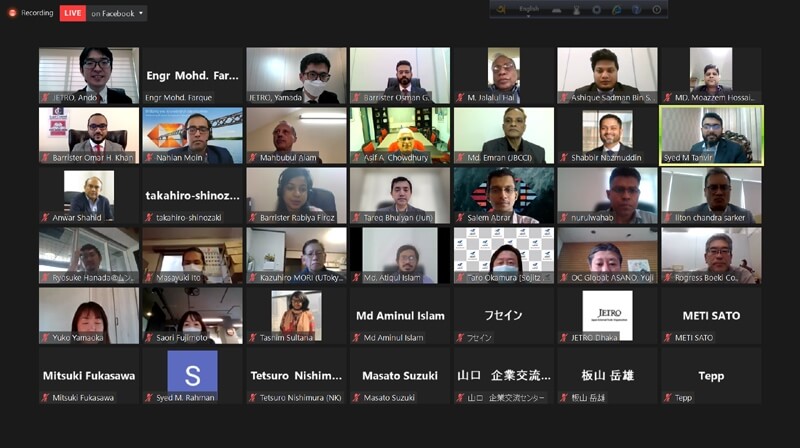 Recording
LIVE
on Facebook
English
JETRO, Ando
Engr Mohd. Far...
Engr Mohd. Farque
JETRO, Yamada
Barrister Osman G.
M. Jalalul Hai
Ashique Sadman Bin S...
MD. Moazzem Hossai...
Barrister Omar H. Khan
Nahian Moin
Mahbubul Alam
Asif A. Chowdhury
Md. Emran (JBCCI)
Shabbir Nazmuddin
Syed M Tanvir
Anwar Shahid
takahiro-shinoz...
takahiro-shinozaki
Barrister Rabiya Firoz
Tareq Bhuiyan (Jun)
Salem Abrar
nurulwahab
liton chandra sarker
Masayuki Ito
Kazuhiro MORI (UToky...
Md. Atiqul Islam
Taro Okamura (Sojitz
OC Global: ASANO, Yuji
Rogress Boeki Co...
Yuko Yamaoka
Saori Fujimoto
Tasnim Sultana
Md Aminul Islam
Md Aminul Islam
フセイン
フセイン
JETRO
JETRO Dhaka
METI SATO
METI SATO
Mitsuki Fukasawa
Mitsuki Fukasawa
S
Syed M. Rahman
Tetsuro Nishim...
Tetsuro Nishimura (NK)
Masato Suzuki
Masato Suzuki
山口 企業交流...
山口 企業交流センター
板山 岳雄
板山 岳雄
Tepp
Tepp